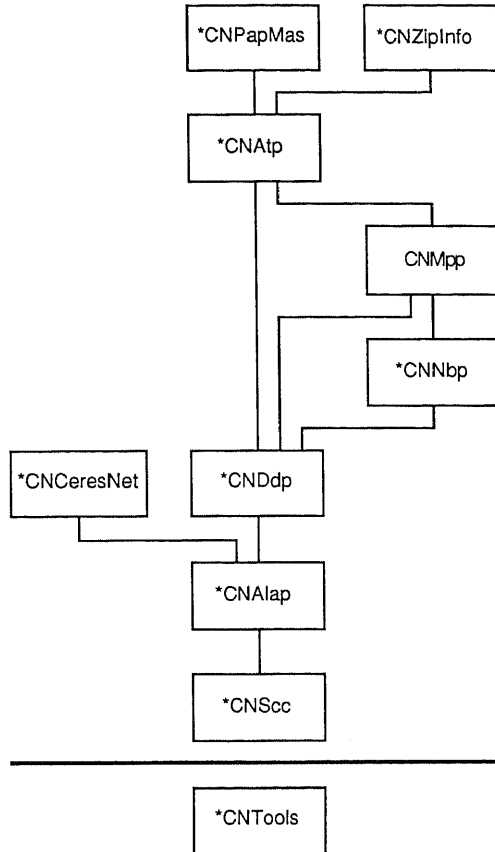 *CNPapMas
*CNZipInfo
*CNAtp
CNMpp
*CNNbp
*CNCeresNet
*CNDdp
*CNAlap
*CNScc
*CNTools